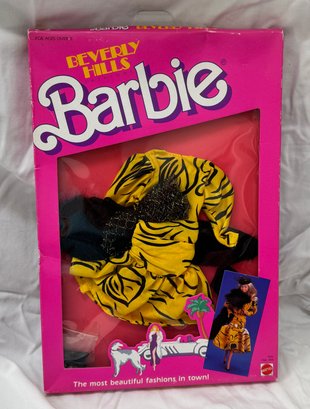 FOR AGES OVER 3
BEVERLY
HILLS
Barbie
The most beautiful fashions in town!
MATTEL